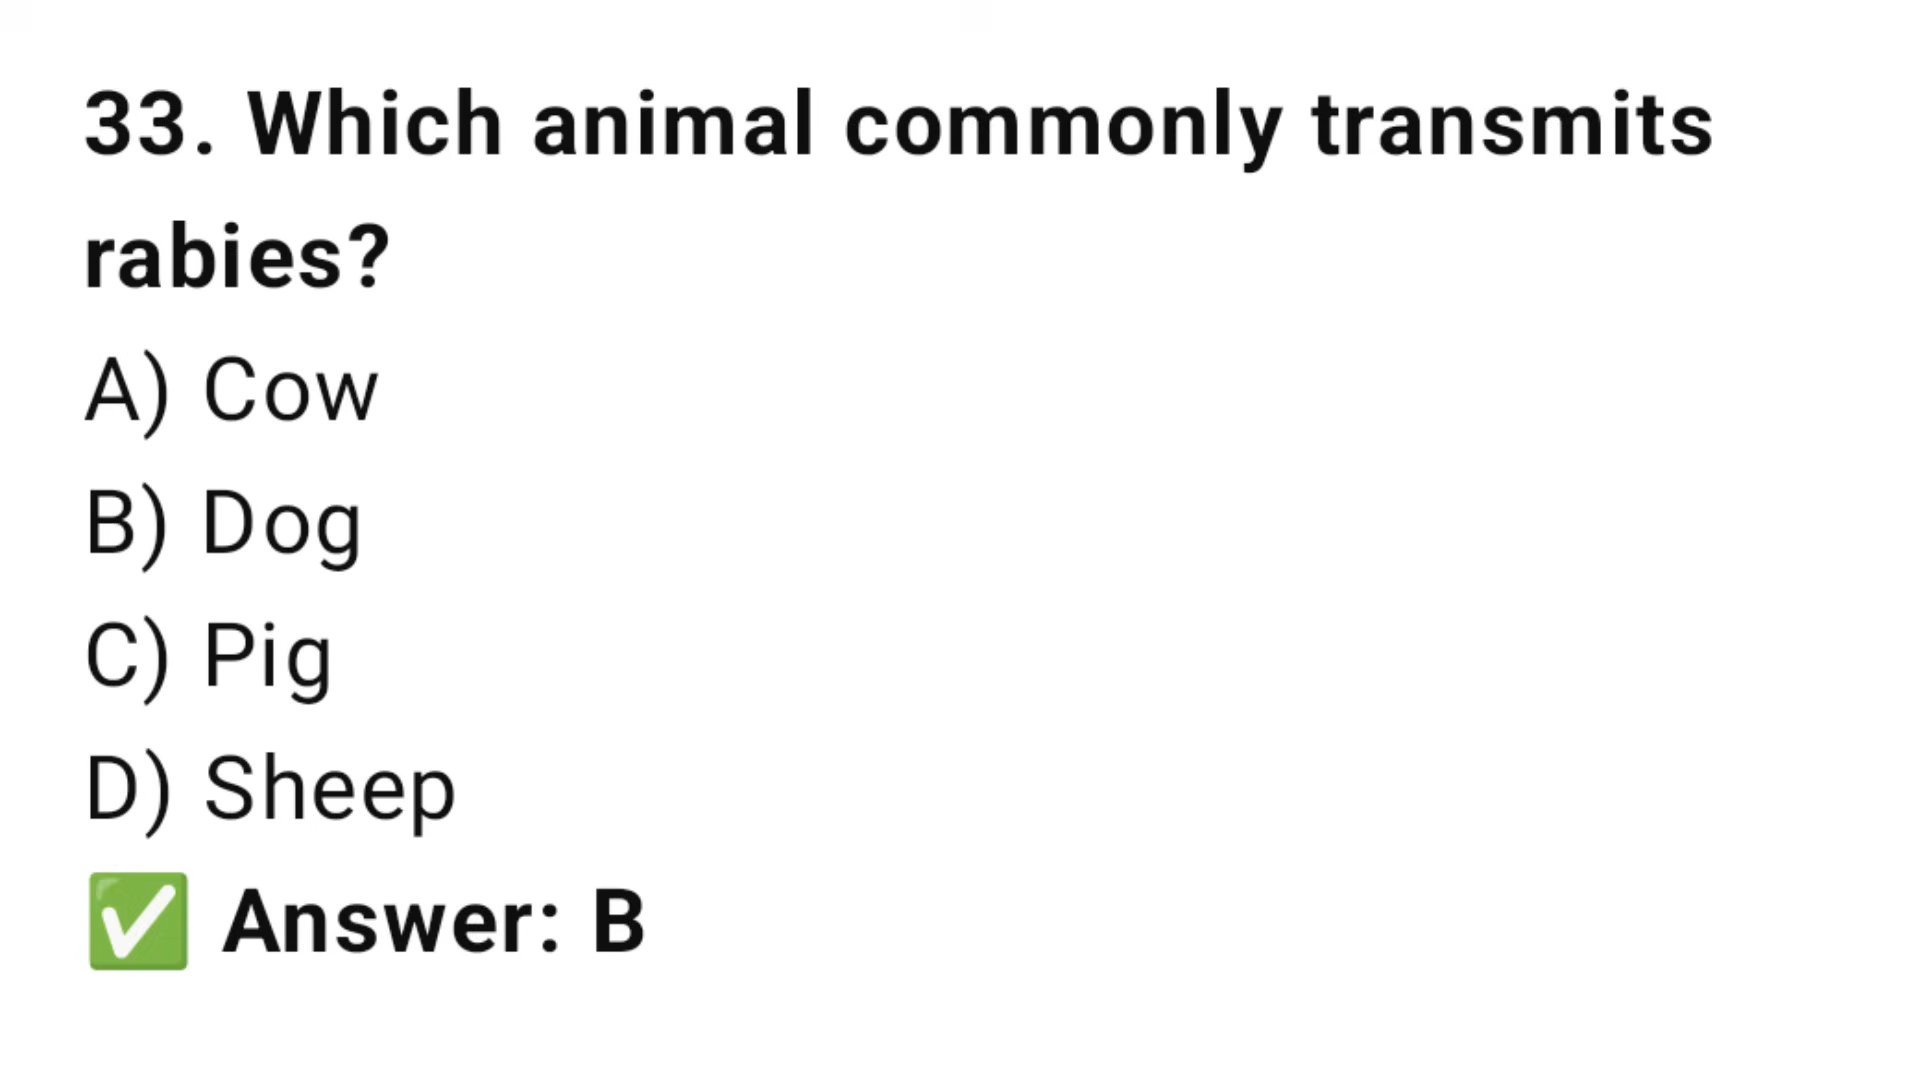 33. Which animal commonly transmits
rabies?
A) Cow
B) Dog
C) Pig
D) Sheep
✅ Answer: B